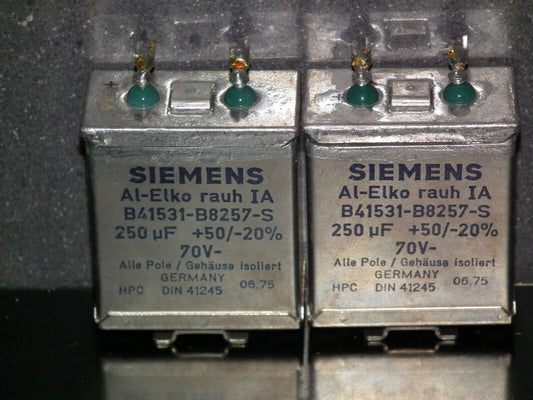 +
SIEMENS
Al-Elko rauh IA
B41531-B8257-S
250 µF +50/-20%
70V-
Alle Pole / Gehäuse isoliert
GERMANY
HPC DIN 41245 06.75
SIEMENS
Al-Elko rauh IA
B41531-B8257-S
250 µF +50/-20%
70V-
Alle Pole / Gehäuse isoliert
GERMANY
HPC DIN 41245 06.75